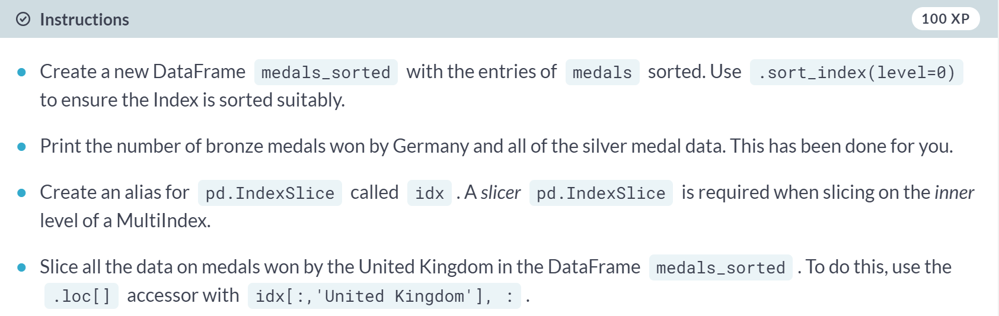 Instructions 100 XP
Create a new DataFrame medals_sorted with the entries of medals sorted. Use .sort_index(level=0)
to ensure the Index is sorted suitably.
Print the number of bronze medals won by Germany and all of the silver medal data. This has been done for you.
Create an alias for pd.IndexSlice called idx . A slicer pd.IndexSlice is required when slicing on the inner
level of a MultiIndex.
Slice all the data on medals won by the United Kingdom in the DataFrame medals_sorted . To do this, use the
.loc[] accessor with idx[:,'United Kingdom'], : .